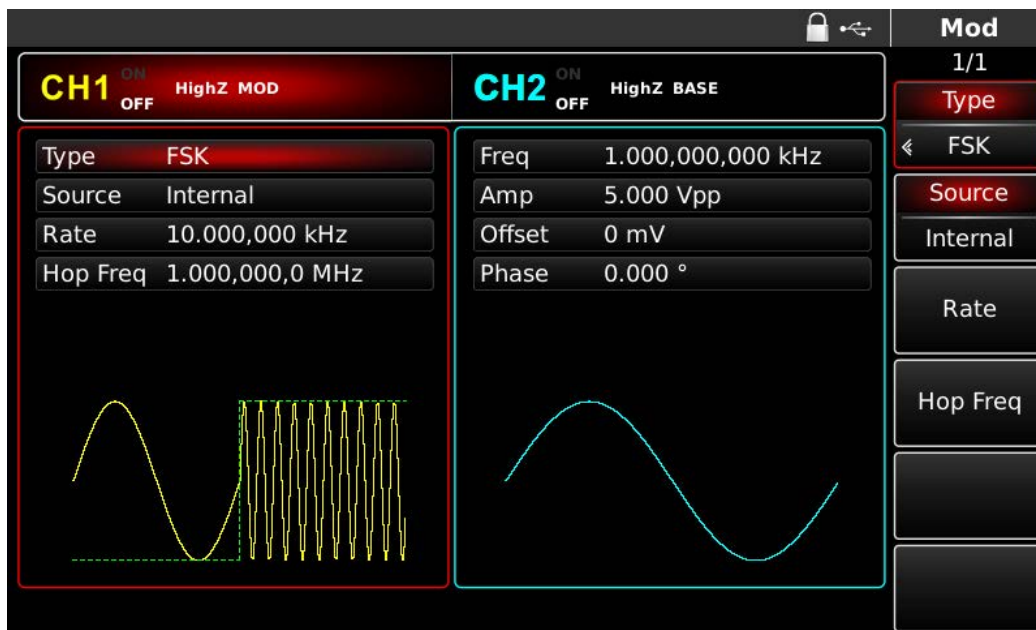 Mod
1/1
CH1 ON OFF HighZ MOD
CH2 ON OFF HighZ BASE
Type FSK
Source Internal
Rate 10.000,000 kHz
Hop Freq 1.000,000,0 MHz
Freq 1.000,000,000 kHz
Amp 5.000 Vpp
Offset 0 mV
Phase 0.000 °
Type
FSK
Source
Internal
Rate
Hop Freq